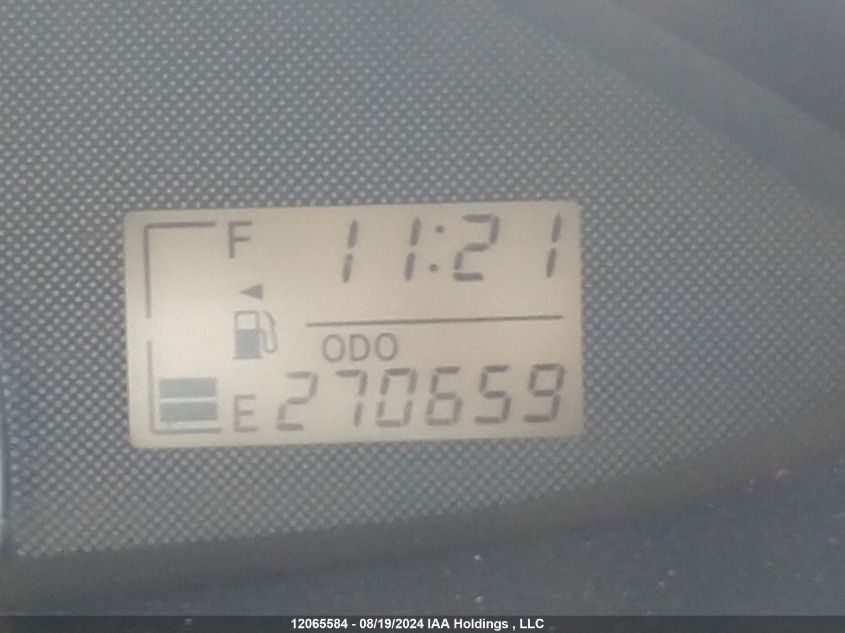 F 11:21
ODO
E 270659
12065584 - 08/19/2024 IAA Holdings , LLC